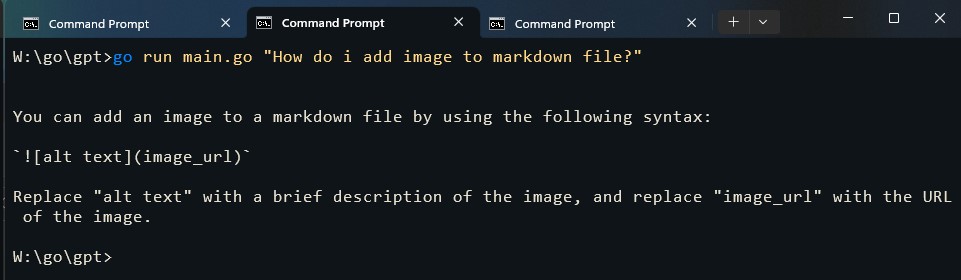 Command Prompt
Command Prompt
Command Prompt
W:\go\gpt>go run main.go "How do i add image to markdown file?"
You can add an image to a markdown file by using the following syntax:
`![alt text](image_url)`
Replace "alt text" with a brief description of the image, and replace "image_url" with the URL
of the image.
W:\go\gpt>